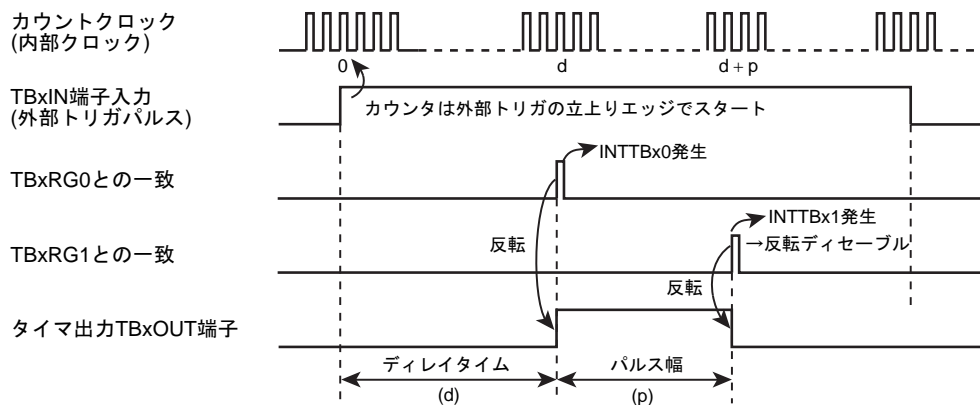 カウントクロック
(内部クロック)
0
d
d + p
TBxIN端子入力
(外部トリガパルス)
カウンタは外部トリガの立上りエッジでスタート
INTTBx0発生
TBxRG0との一致
INTTBx1発生
反転
→反転ディセーブル
TBxRG1との一致
反転
タイマ出力TBxOUT端子
ディレイタイム
パルス幅
(d)
(p)